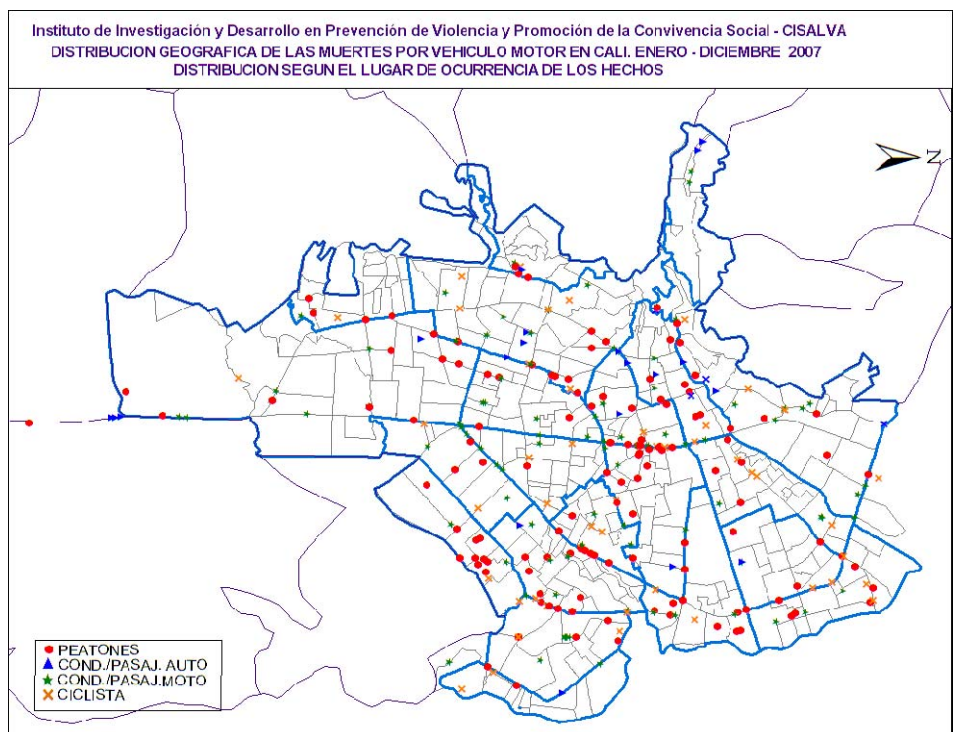 Instituto de Investigación y Desarrollo en Prevención de Violencia y Promoción de la Convivencia Social - CISALVA
DISTRIBUCION GEOGRAFICA DE LAS MUERTES POR VEHICULO MOTOR EN CALI. ENERO - DICIEMBRE 2007
DISTRIBUCION SEGUN EL LUGAR DE OCURRENCIA DE LOS HECHOS
N
PEATONES
COND./PASAJ. AUTO
COND./PASAJ.MOTO
CICLISTA